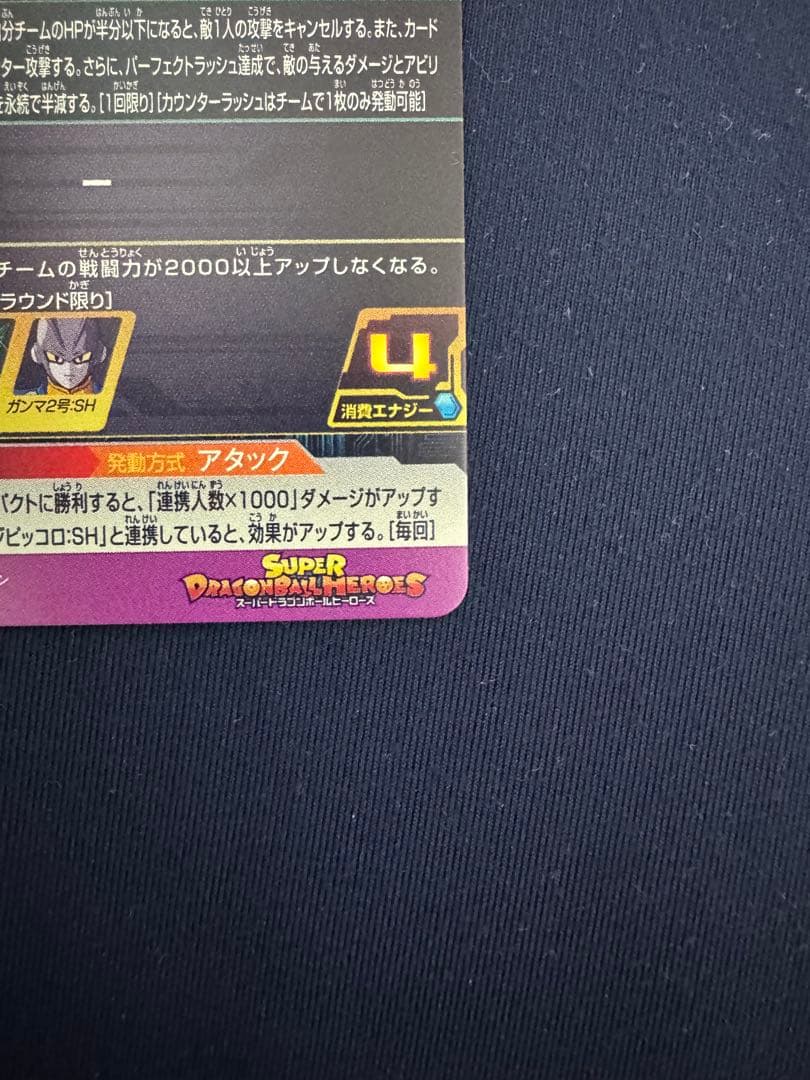 分チームのHPが半分以下になると、敵1人の攻撃をキャンセルする。また、カード
ター攻撃する。さらに、パーフェクトラッシュ達成で、敵の与えるダメージとアビリ
を永続で半減する。[1回限り][カウンターラッシュはチームで1枚のみ発動可能]
ー
チームの戦闘力が2000以上アップしなくなる。
ラウンド限り]
4
ガンマ2号:SH
消費エナジー
発動方式 アタック
パクトに勝利すると、「連携人数×1000」ダメージがアップす
ジピッコロ:SH」と連携していると、効果がアップする。[毎回]
SUPER
DRAGONBALL HEROES
スーパードラゴンボールヒーローズ